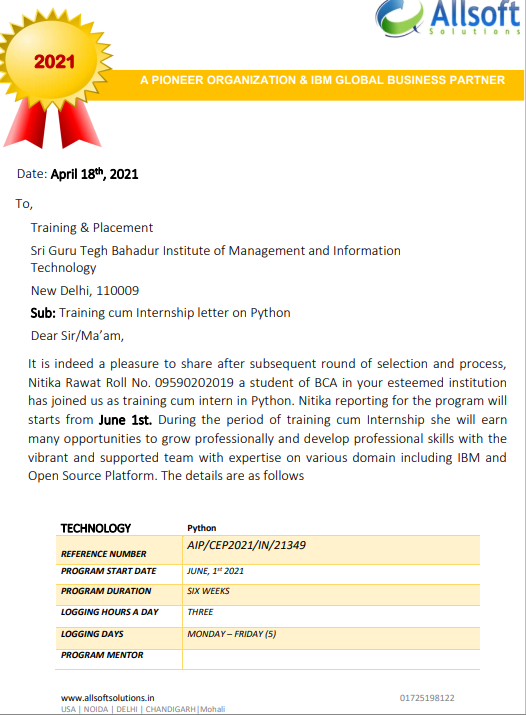 Allsoft
Solutions
2021
A PIONEER ORGANIZATION & IBM GLOBAL BUSINESS PARTNER
Date: April 18th, 2021
To,
Training & Placement
Sri Guru Tegh Bahadur Institute of Management and Information
Technology
New Delhi, 110009
Sub: Training cum Internship letter on Python
Dear Sir/Ma’am,
It is indeed a pleasure to share after subsequent round of selection and process,
Nitika Rawat Roll No. 09590202019 a student of BCA in your esteemed institution
has joined us as training cum intern in Python. Nitika reporting for the program will
starts from June 1st. During the period of training cum Internship she will earn
many opportunities to grow professionally and develop professional skills with the
vibrant and supported team with expertise on various domain including IBM and
Open Source Platform. The details are as follows
TECHNOLOGY Python
REFERENCE NUMBER AIP/CEP2021/IN/21349
PROGRAM START DATE JUNE, 1st 2021
PROGRAM DURATION SIX WEEKS
LOGGING HOURS A DAY THREE
LOGGING DAYS MONDAY – FRIDAY (5)
PROGRAM MENTOR
www.allsoftsolutions.in 01725198122
USA | NOIDA | DELHI | CHANDIGARH|Mohali